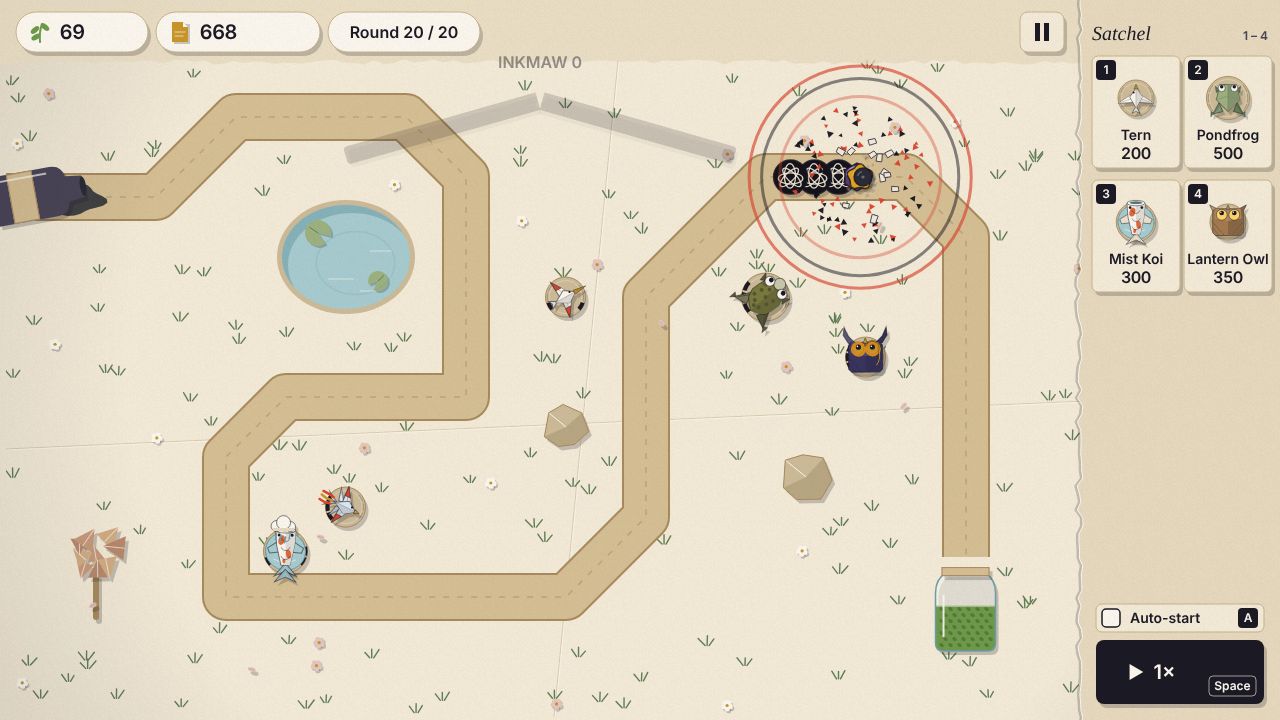 69
668
Round 20 / 20
INKMAW 0
Satchel
1 – 4
1
Tern
200
2
Pondfrog
500
3
Mist Koi
300
4
Lantern Owl
350
Auto-start
A
1×
Space